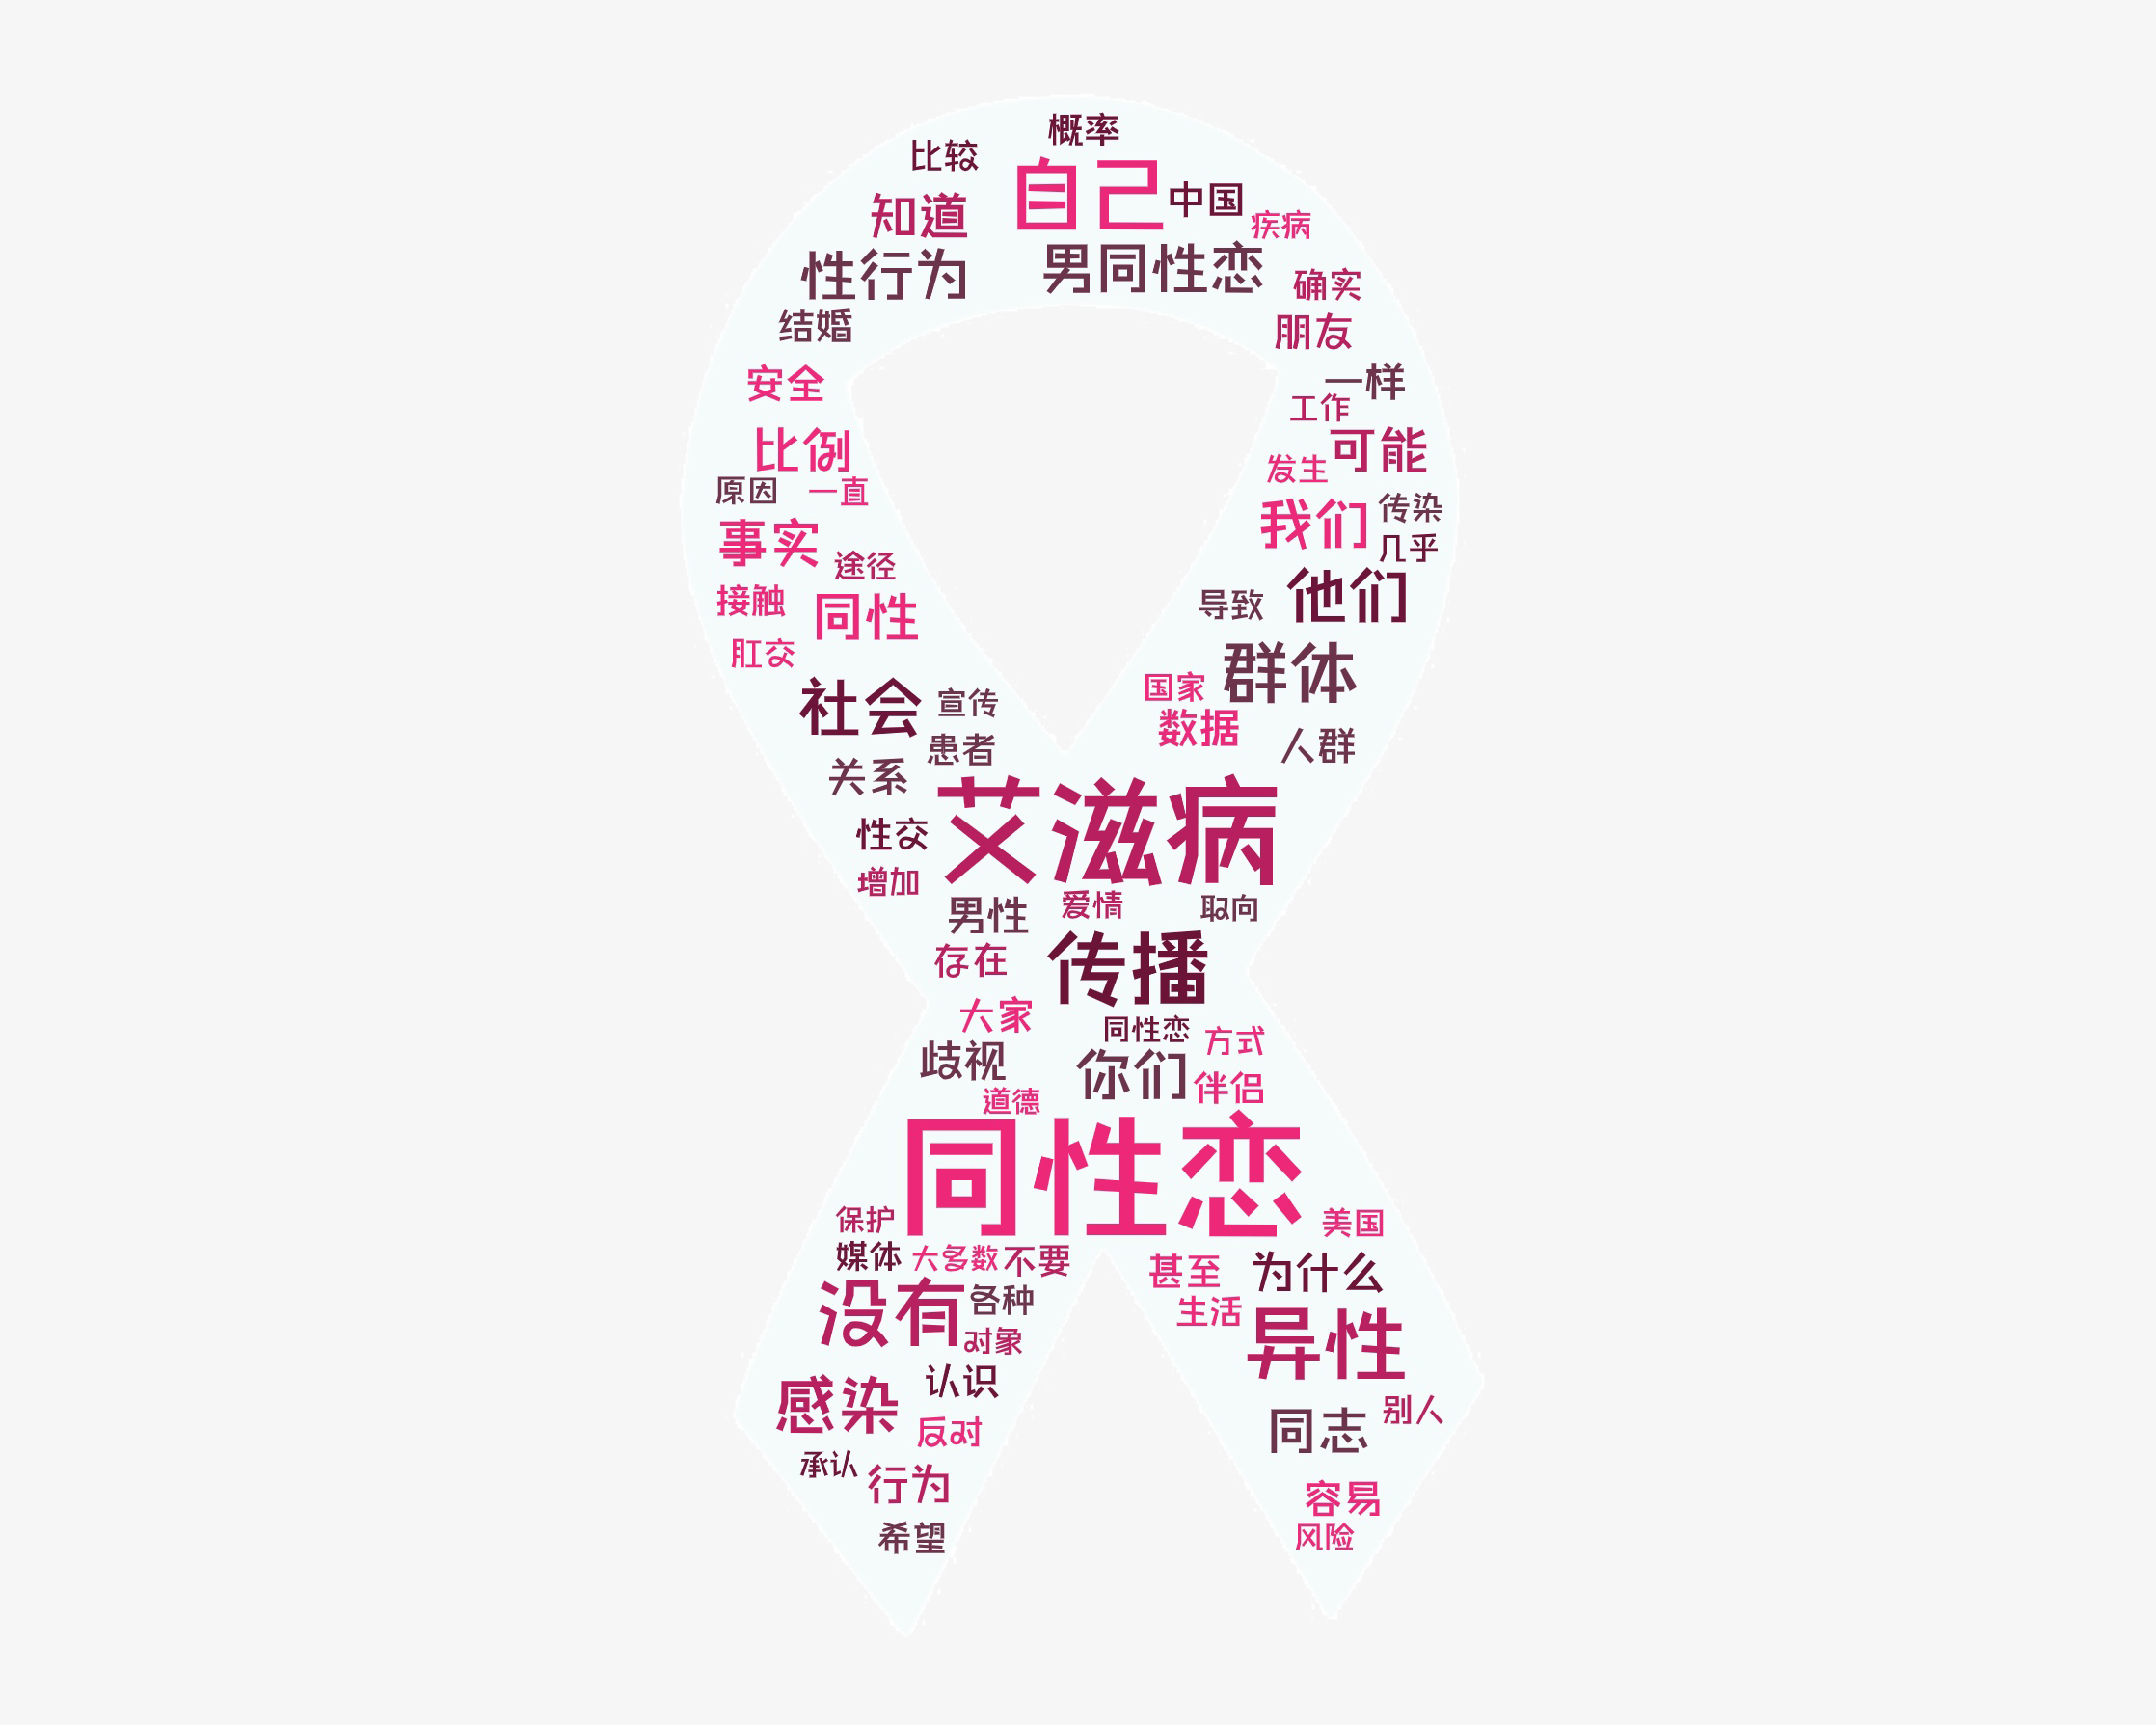 概率
比较
自己
中国
知道
疾病
性行为
男同性恋
确实
结婚
朋友
安全
一样
工作
比例
可能
发生
原因
一直
传染
事实
我们
几乎
途径
接触
同性
导致
他们
肛交
群体
国家
社会
宣传
数据
患者
人群
关系
艾滋病
性交
增加
男性
爱情
取向
存在
传播
大家
同性恋
方式
歧视
你们
伴侣
道德
同性恋
保护
美国
媒体
大多数
不要
甚至
为什么
没有
各种
生活
对象
异性
认识
感染
别人
反对
同志
承认
行为
容易
希望
风险